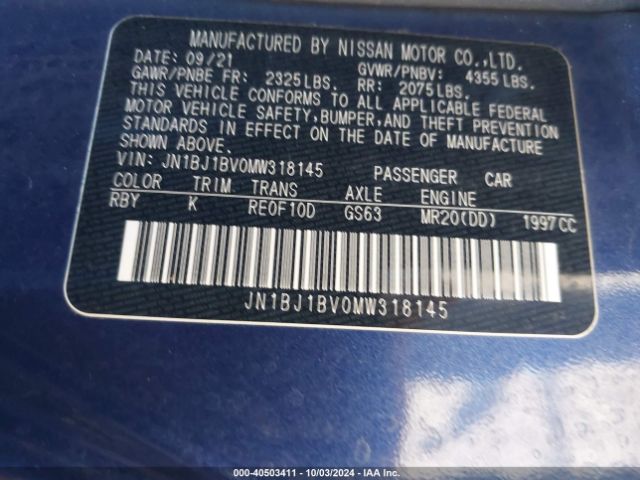 MANUFACTURED BY NISSAN MOTOR CO.,LTD.
DATE: 09/21 GVWR/PNBV: 4355 LBS.
GAWR/PNBE FR: 2325 LBS. RR: 2075 LBS.
THIS VEHICLE CONFORMS TO ALL APPLICABLE FEDERAL
MOTOR VEHICLE SAFETY,BUMPER,AND THEFT PREVENTION
STANDARDS IN EFFECT ON THE DATE OF MANUFACTURE
SHOWN ABOVE.
VIN: JN1BJ1BV0MW318145 PASSENGER CAR
COLOR TRIM TRANS AXLE ENGINE
RBY K RE0F10D GS63 MR20(DD) 1997CC
JN1BJ1BV0MW318145
000-40503411 - 10/03/2024 - IAA Inc.